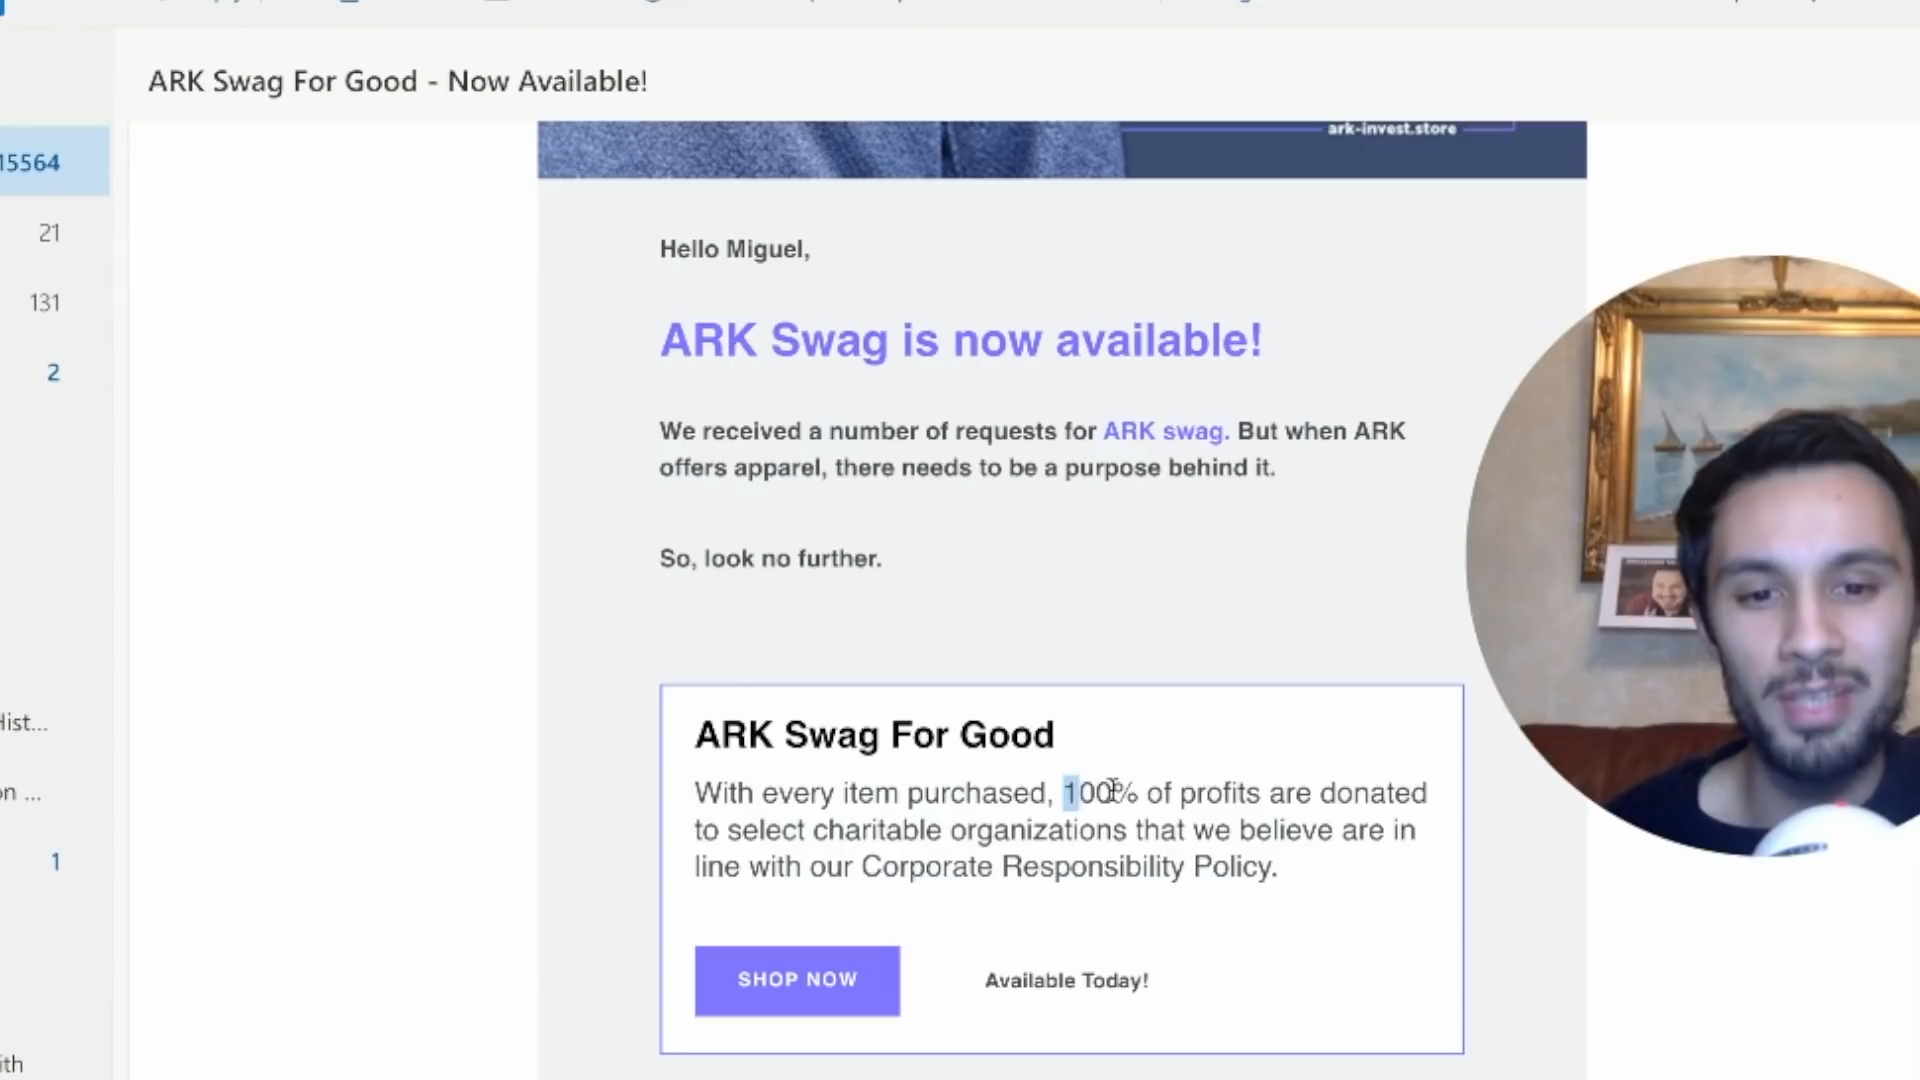 ARK Swag For Good - Now Available!
ark-invest.store
15564
21
131
2
Hist...
on ...
1
ith
Hello Miguel,
ARK Swag is now available!
We received a number of requests for ARK swag. But when ARK
offers apparel, there needs to be a purpose behind it.
So, look no further.
ARK Swag For Good
With every item purchased, 100% of profits are donated
to select charitable organizations that we believe are in
line with our Corporate Responsibility Policy.
SHOP NOW
Available Today!